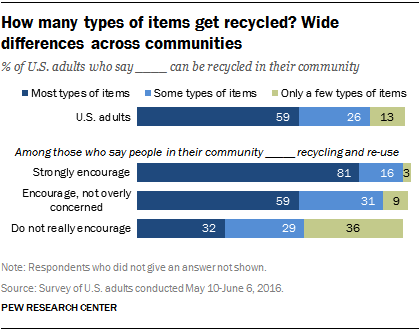 How many types of items get recycled? Wide
differences across communities
% of U.S. adults who say _____ can be recycled in their community
Most types of items Some types of items Only a few types of items
U.S. adults 59 26 13
Among those who say people in their community _____ recycling and re-use
Strongly encourage 81 16 3
Encourage, not overly
concerned 59 31 9
Do not really encourage 32 29 36
Note: Respondents who did not give an answer not shown.
Source: Survey of U.S. adults conducted May 10-June 6, 2016.
PEW RESEARCH CENTER